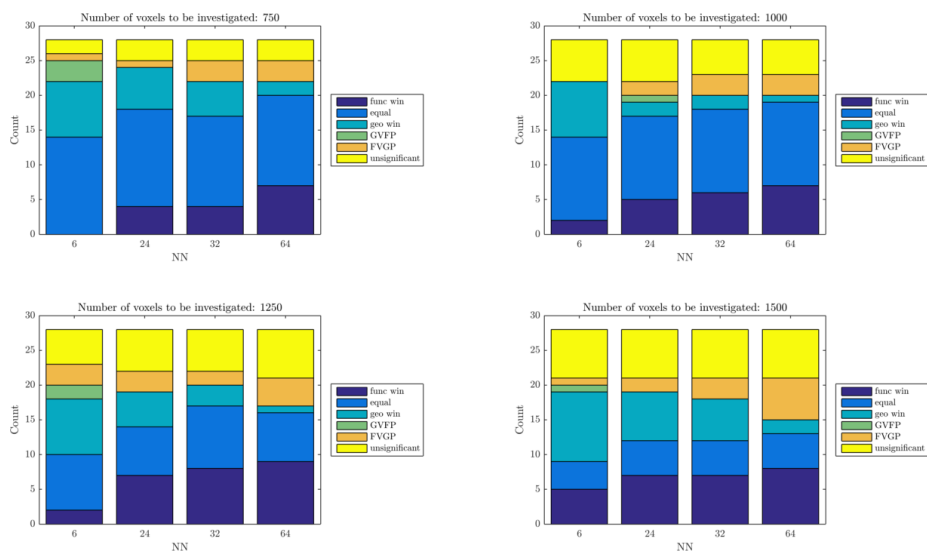 Number of voxels to be investigated: 750
30
25
20
15
10
5
0
Count
6 24 32 64
NN
func win
equal
geo win
GVFP
FVGP
unsignificant
Number of voxels to be investigated: 1000
30
25
20
15
10
5
0
Count
6 24 32 64
NN
func win
equal
geo win
GVFP
FVGP
unsignificant
Number of voxels to be investigated: 1250
30
25
20
15
10
5
0
Count
6 24 32 64
NN
func win
equal
geo win
GVFP
FVGP
unsignificant
Number of voxels to be investigated: 1500
30
25
20
15
10
5
0
Count
6 24 32 64
NN
func win
equal
geo win
GVFP
FVGP
unsignificant